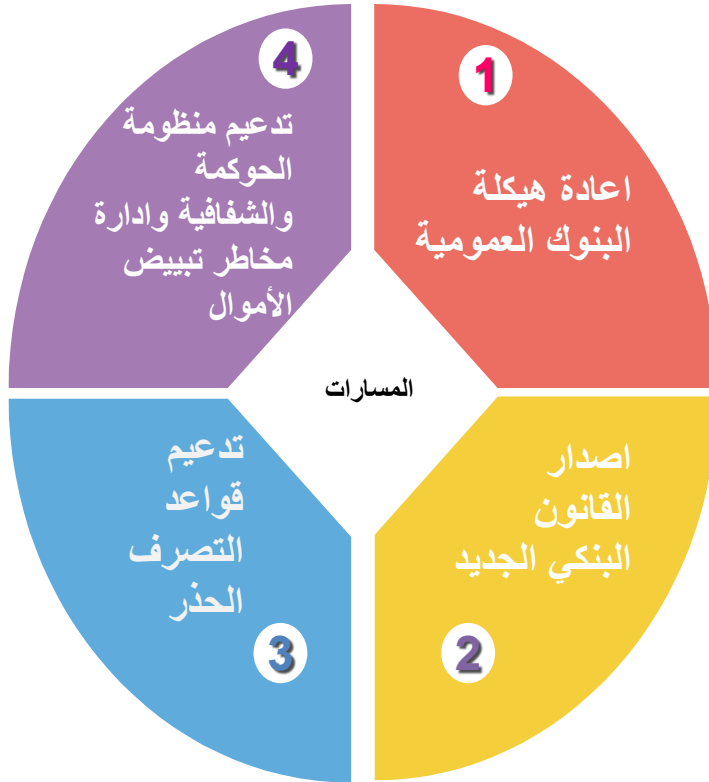 1
اعادة هيكلة
البنوك العمومية
2
اصدار
القانون
البنكي الجديد
3
تدعيم
قواعد
التصرف
الحذر
4
تدعيم منظومة
الحوكمة
والشفافية وادارة
مخاطر تبييض
الأموال
المسارات